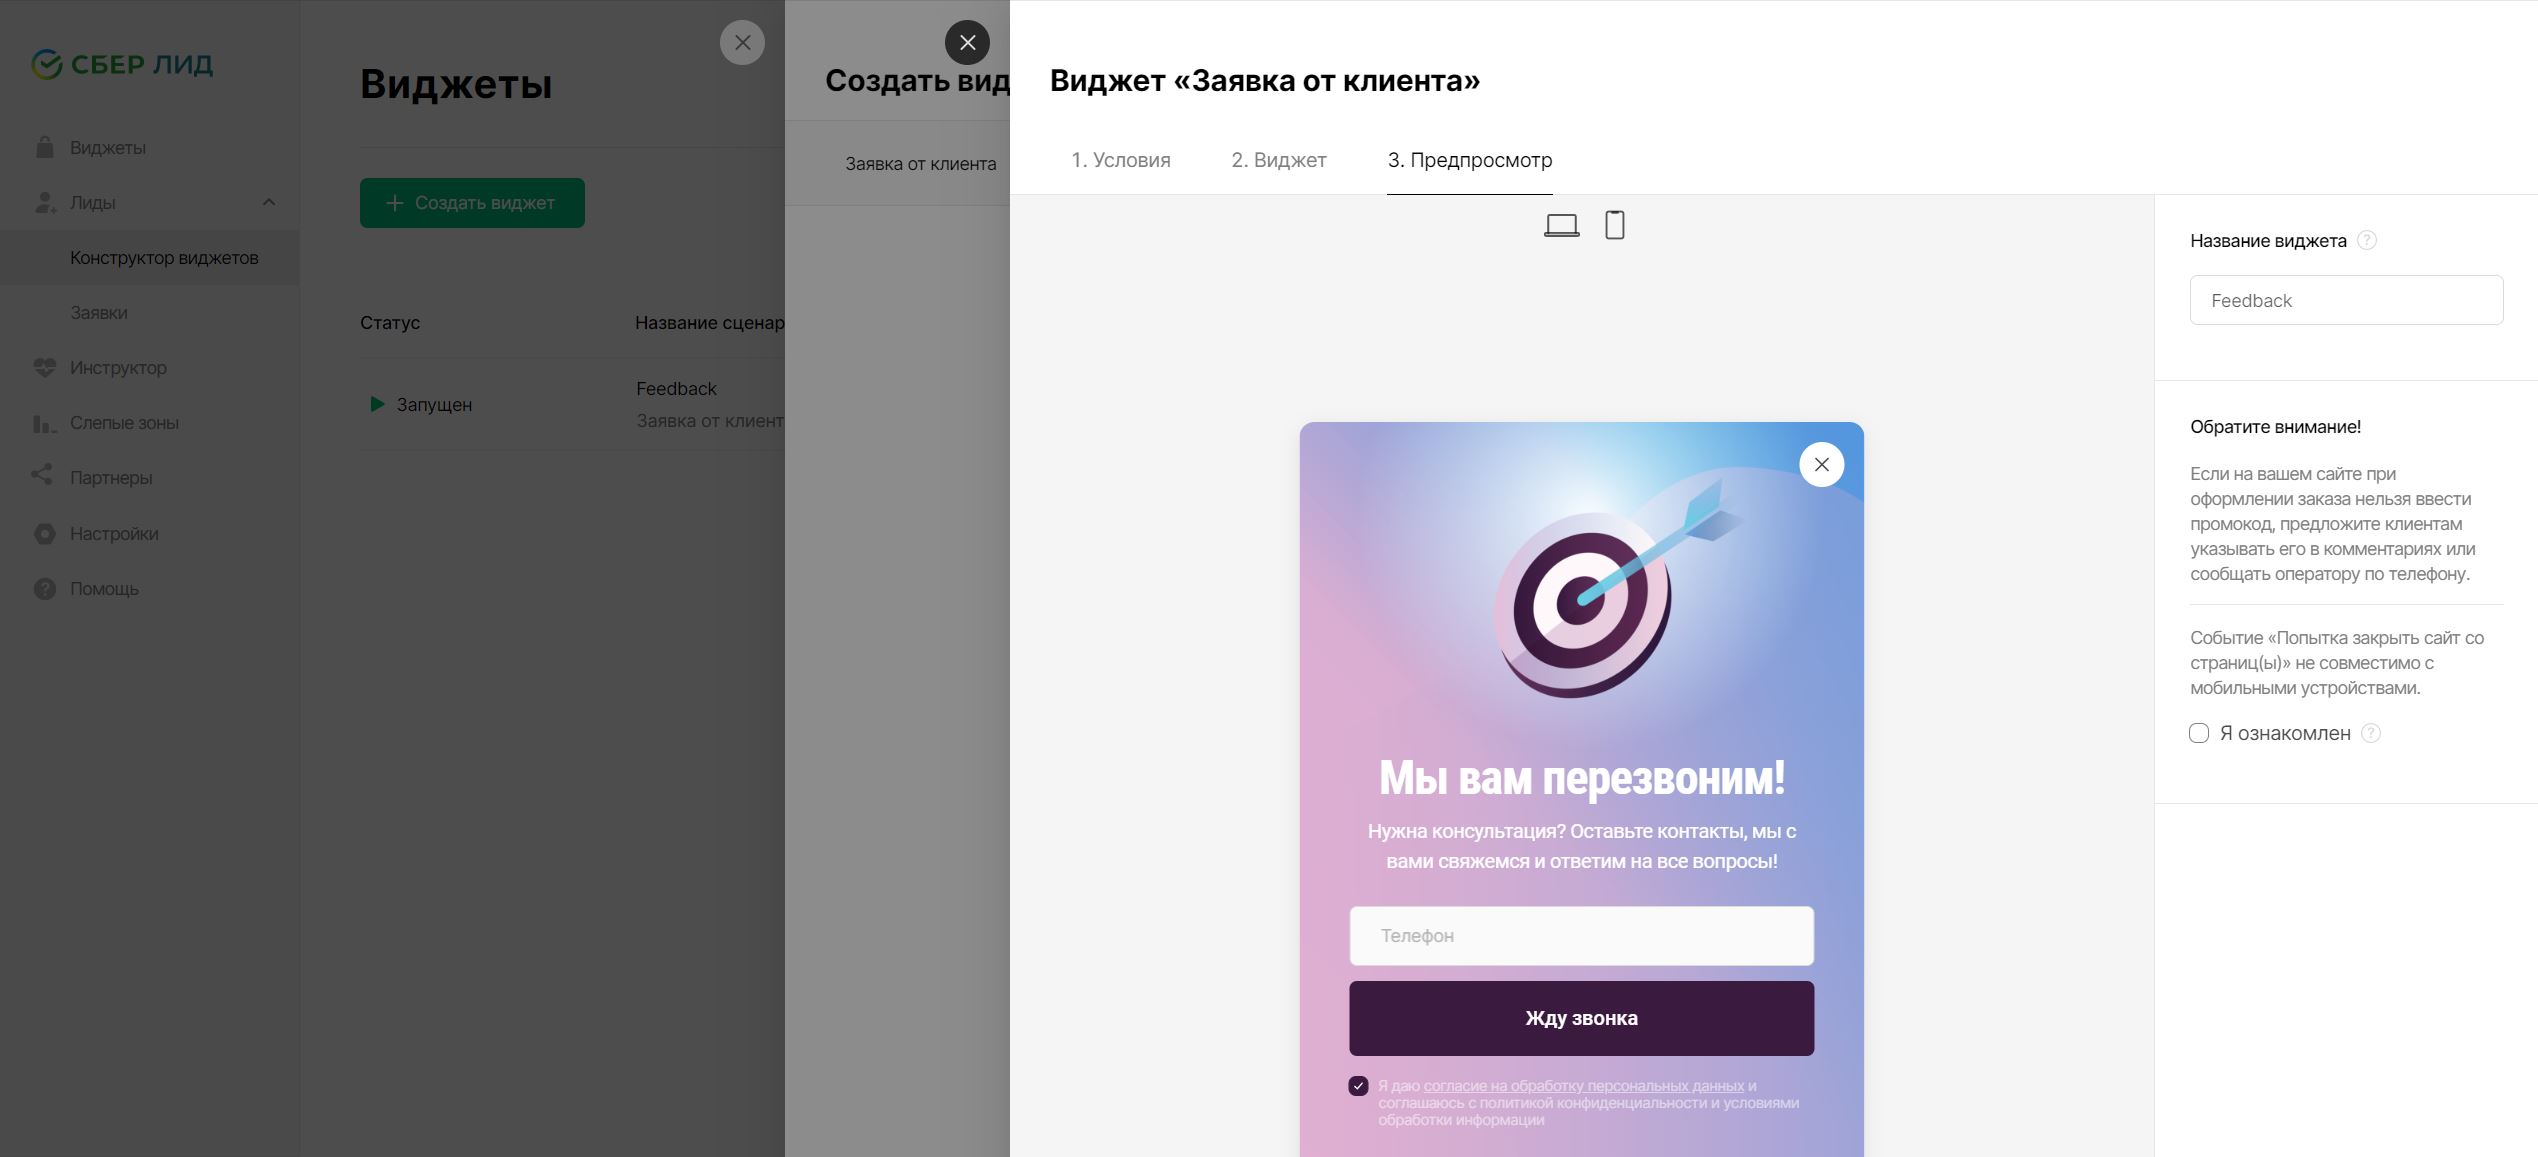 СБЕР ЛИД
Виджеты
Лиды
Конструктор виджетов
Заявки
Инструктор
Слепые зоны
Партнеры
Настройки
Помощь
Виджеты
Создать виджет
Статус
Название сценар
Запущен
Feedback
Заявка от клиент
Создать вид
Заявка от клиента
Виджет «Заявка от клиента»
1. Условия
2. Виджет
3. Предпросмотр
Мы вам перезвоним!
Нужна консультация? Оставьте контакты, мы с
вами свяжемся и ответим на все вопросы!
Телефон
Жду звонка
Я даю согласие на обработку персональных данных и
соглашаюсь с политикой конфиденциальности и условиями
обработки информации
Название виджета ?
Feedback
Обратите внимание!
Если на вашем сайте при
оформлении заказа нельзя ввести
промокод, предложите клиентам
указывать его в комментариях или
сообщать оператору по телефону.
Событие «Попытка закрыть сайт со
страниц(ы)» не совместимо с
мобильными устройствами.
Я ознакомлен ?